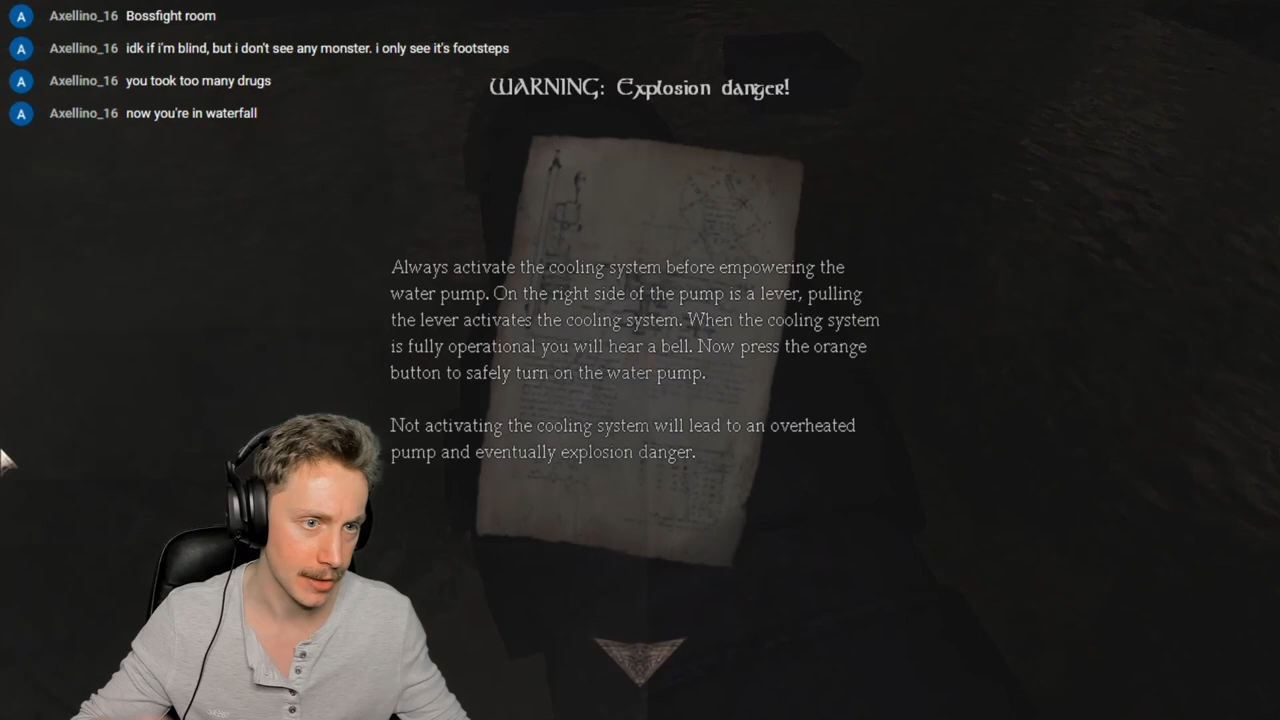 A Axellino_16 Bossfight room
A Axellino_16 idk if i'm blind, but i don't see any monster. i only see it's footsteps
A Axellino_16 you took too many drugs
A Axellino_16 now you're in waterfall
WARNING: Explosion danger!
Always activate the cooling system before empowering the
water pump. On the right side of the pump is a lever, pulling
the lever activates the cooling system. When the cooling system
is fully operational you will hear a bell. Now press the orange
button to safely turn on the water pump.
Not activating the cooling system will lead to an overheated
pump and eventually explosion danger.